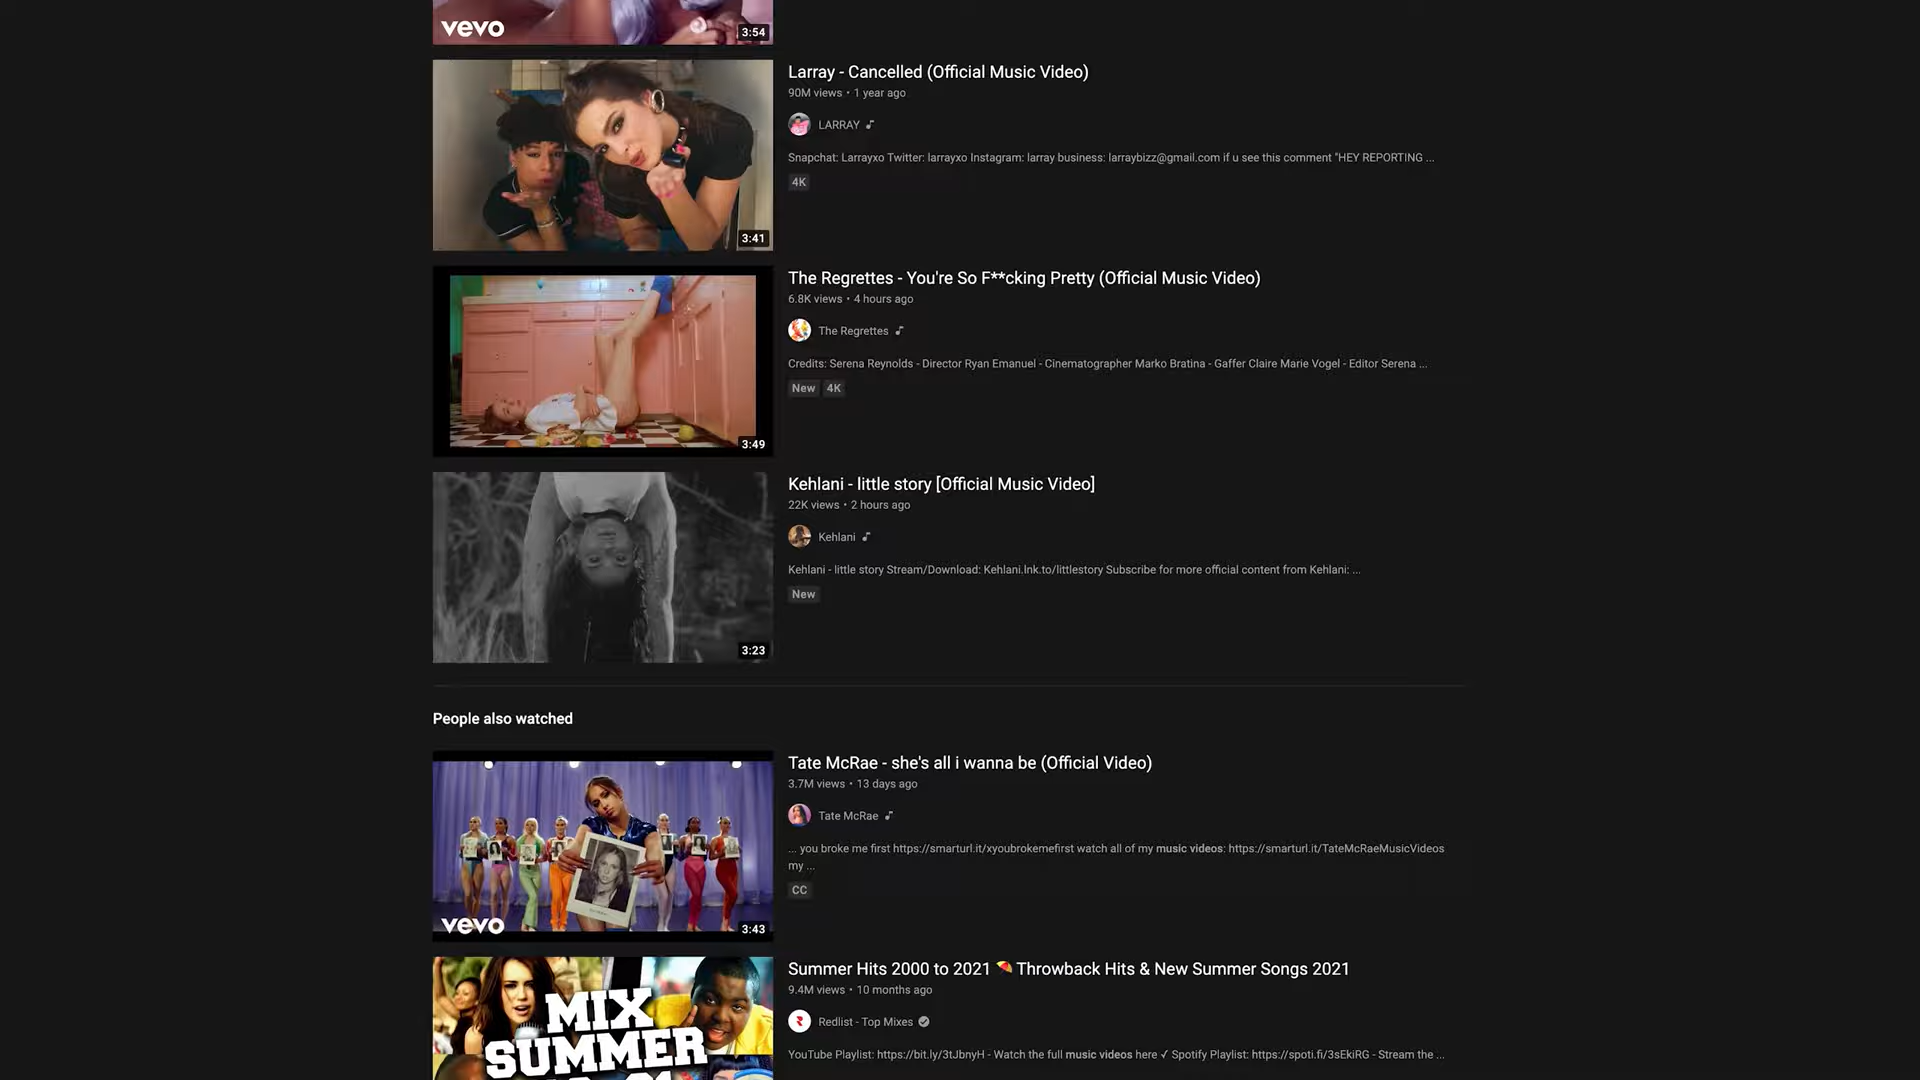 vevo
3:54
Larray - Cancelled (Official Music Video)
90M views • 1 year ago
LARRAY
Snapchat: Larrayxo Twitter: larrayxo Instagram: larray business: larraybizz@gmail.com if u see this comment "HEY REPORTING ...
4K
3:41
The Regrettes - You're So F**cking Pretty (Official Music Video)
6.8K views • 4 hours ago
The Regrettes
Credits: Serena Reynolds - Director Ryan Emanuel - Cinematographer Marko Bratina - Gaffer Claire Marie Vogel - Editor Serena ...
New 4K
3:49
Kehlani - little story [Official Music Video]
22K views • 2 hours ago
Kehlani
Kehlani - little story Stream/Download: Kehlani.lnk.to/littlestory Subscribe for more official content from Kehlani: ...
New
3:23
People also watched
Tate McRae - she's all i wanna be (Official Video)
3.7M views • 13 days ago
Tate McRae
... you broke me first https://smarturl.it/xyoubrokemefirst watch all of my music videos: https://smarturl.it/TateMcRaeMusicVideos
my ...
CC
vevo
3:43
Summer Hits 2000 to 2021 Throwback Hits & New Summer Songs 2021
9.4M views • 10 months ago
Redlist - Top Mixes
YouTube Playlist: https://bit.ly/3tJbnyH - Watch the full music videos here ✓ Spotify Playlist: https://spoti.fi/3sEkiRG - Stream the ...
MIX
SUMMER